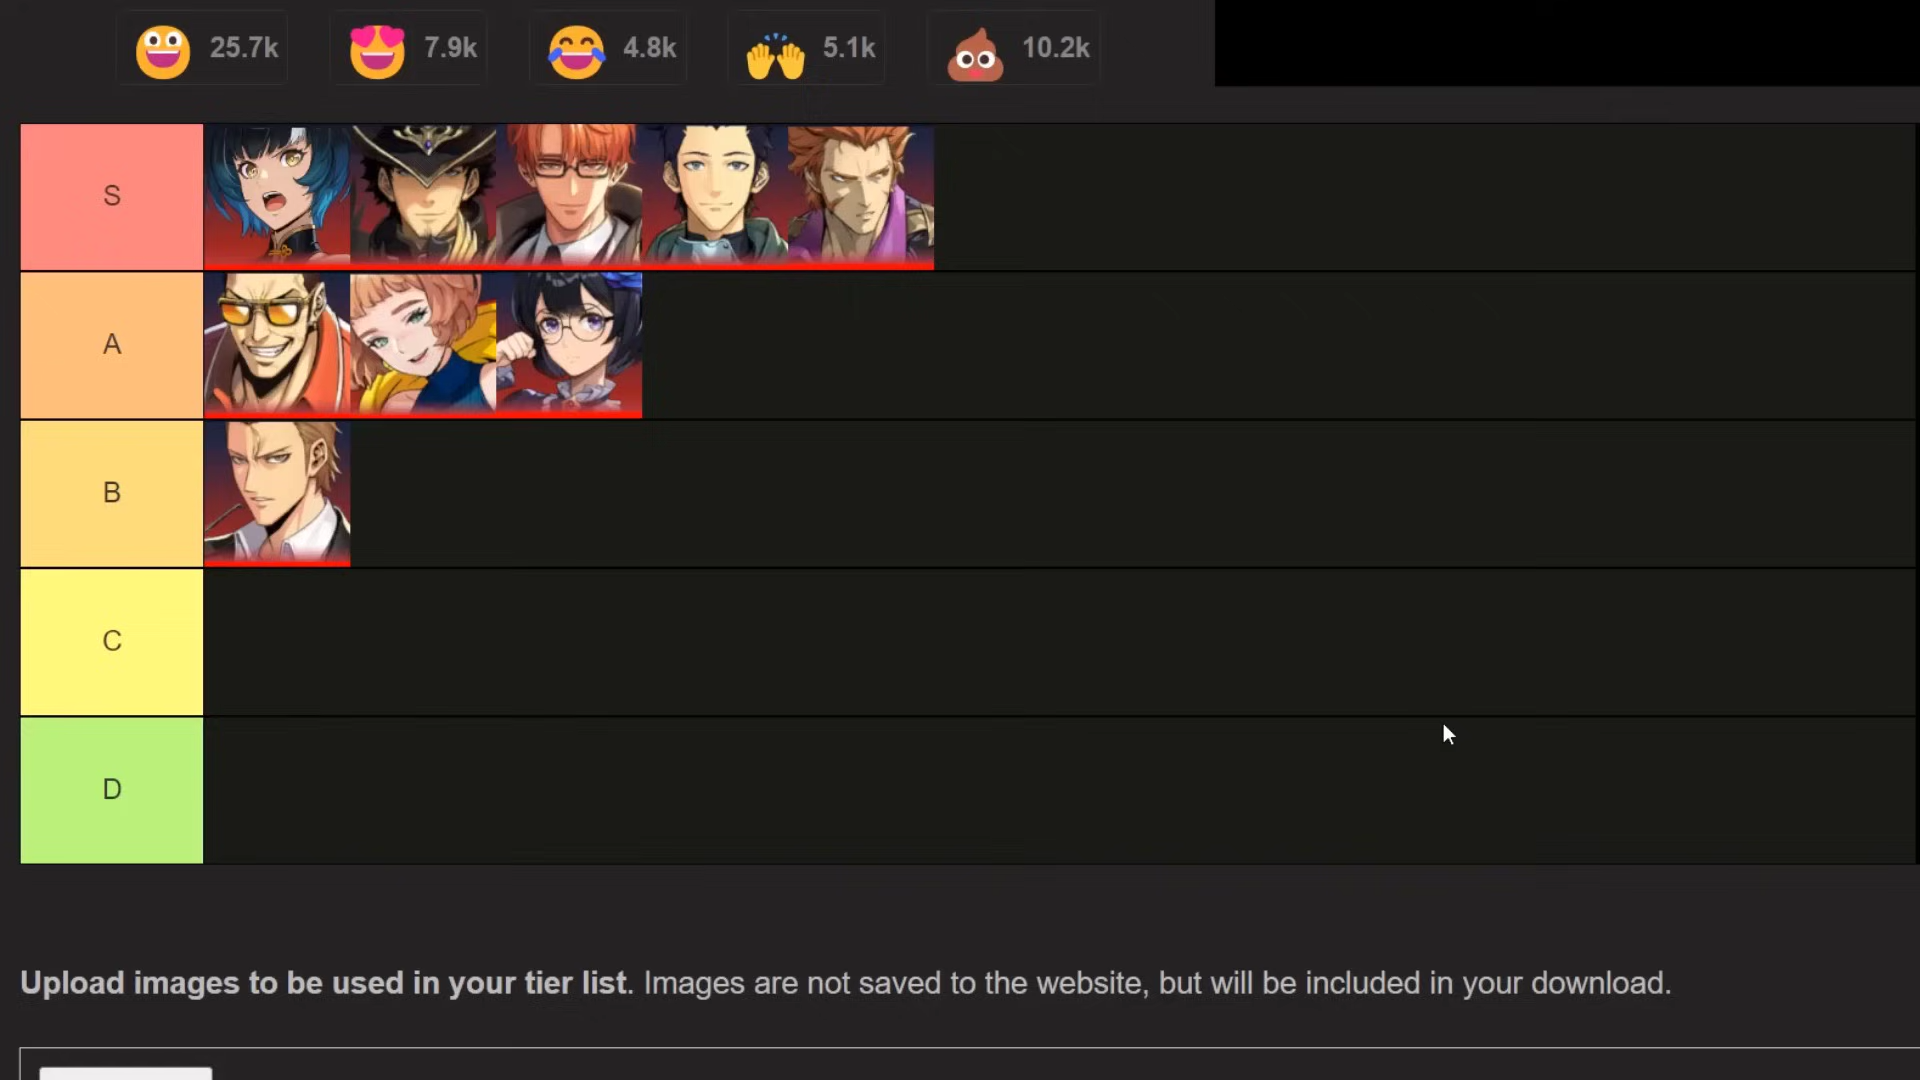 25.7k 7.9k 4.8k 5.1k 10.2k
S
A
B
C
D
Upload images to be used in your tier list. Images are not saved to the website, but will be included in your download.